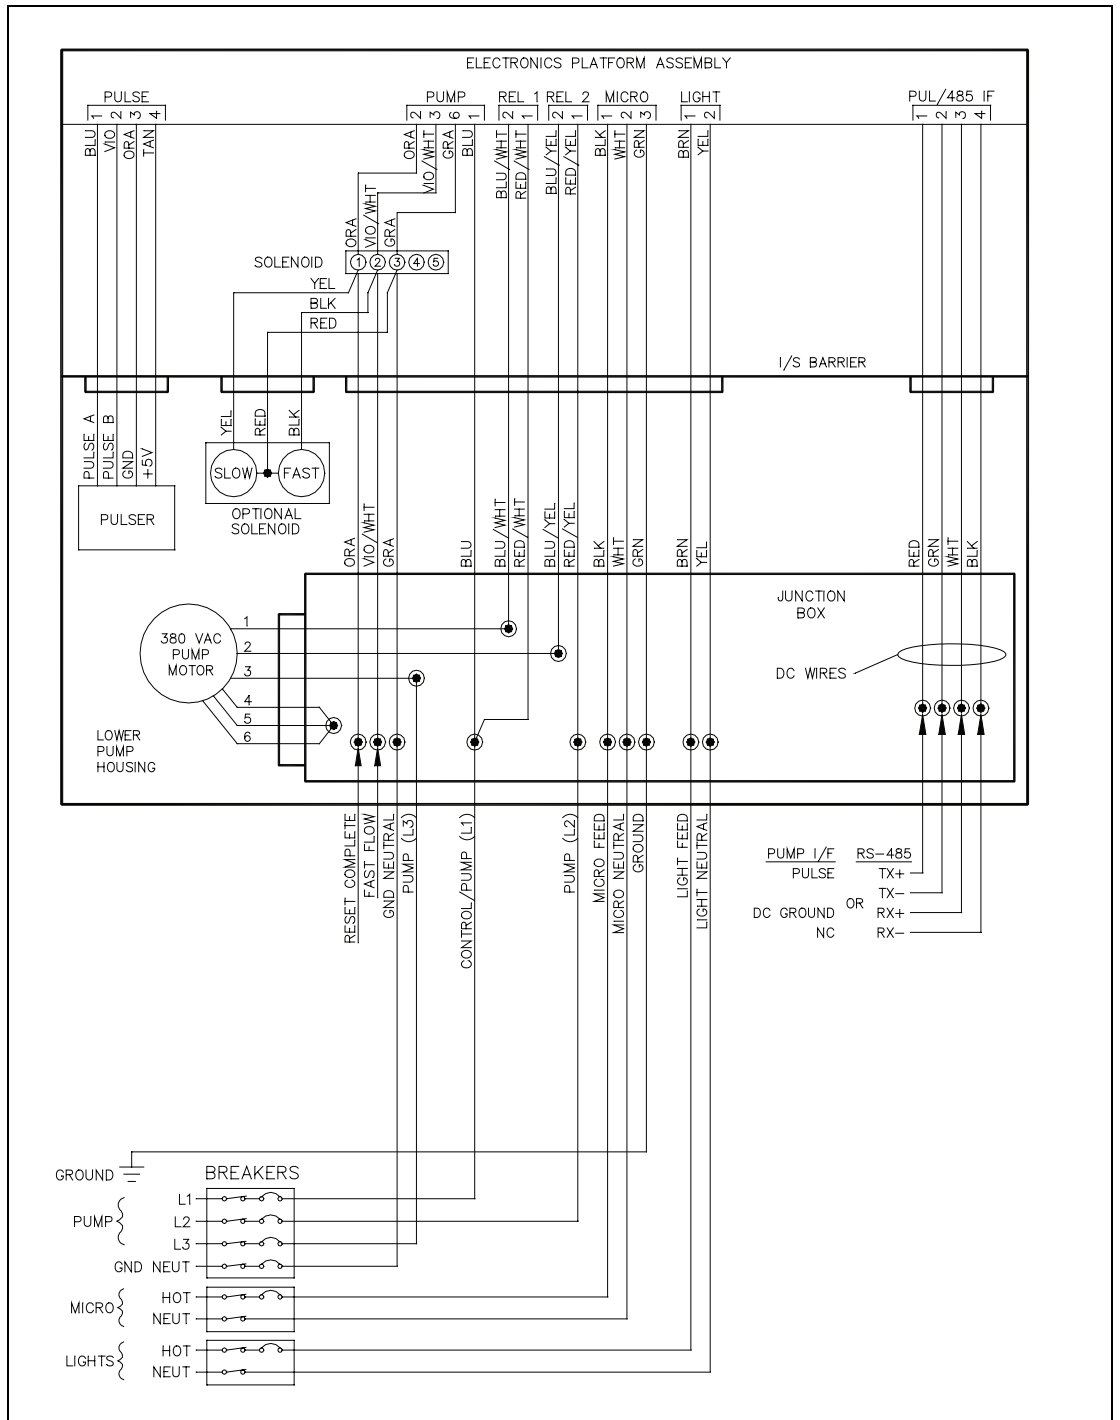 ELECTRONICS PLATFORM ASSEMBLY
PULSE
PUMP
REL 1
REL 2
MICRO
LIGHT
PUL/485 IF
1 2 3 4
2 3 6 1
2 1
2 1
1 2 3
1 2
1 2 3 4
BLU
VIO
ORA
TAN
ORA
VIO/WHT
GRA
BLU
BLU/WHT
RED/WHT
BLU/YEL
RED/YEL
BLK
WHT
GRN
BRN
YEL
ORA
VIO/WHT
GRA
SOLENOID
1 2 3 4 5
YEL
BLK
RED
I/S BARRIER
PULSE A
PULSE B
GND
+5V
YEL
RED
BLK
SLOW
FAST
PULSER
OPTIONAL
SOLENOID
ORA
VIO/WHT
GRA
BLU
BLU/WHT
RED/WHT
BLU/YEL
RED/YEL
BLK
WHT
GRN
BRN
YEL
RED
GRN
WHT
BLK
JUNCTION
BOX
380 VAC
PUMP
MOTOR
1
2
3
4
5
6
DC WIRES
LOWER
PUMP
HOUSING
RESET COMPLETE
FAST FLOW
GND NEUTRAL
PUMP (L3)
CONTROL/PUMP (L1)
PUMP (L2)
MICRO FEED
MICRO NEUTRAL
GROUND
LIGHT FEED
LIGHT NEUTRAL
PUMP I/F RS-485
PULSE TX+
TX-
OR
DC GROUND RX+
NC RX-
GROUND
BREAKERS
PUMP
L1
L2
L3
GND NEUT
MICRO
HOT
NEUT
LIGHTS
HOT
NEUT